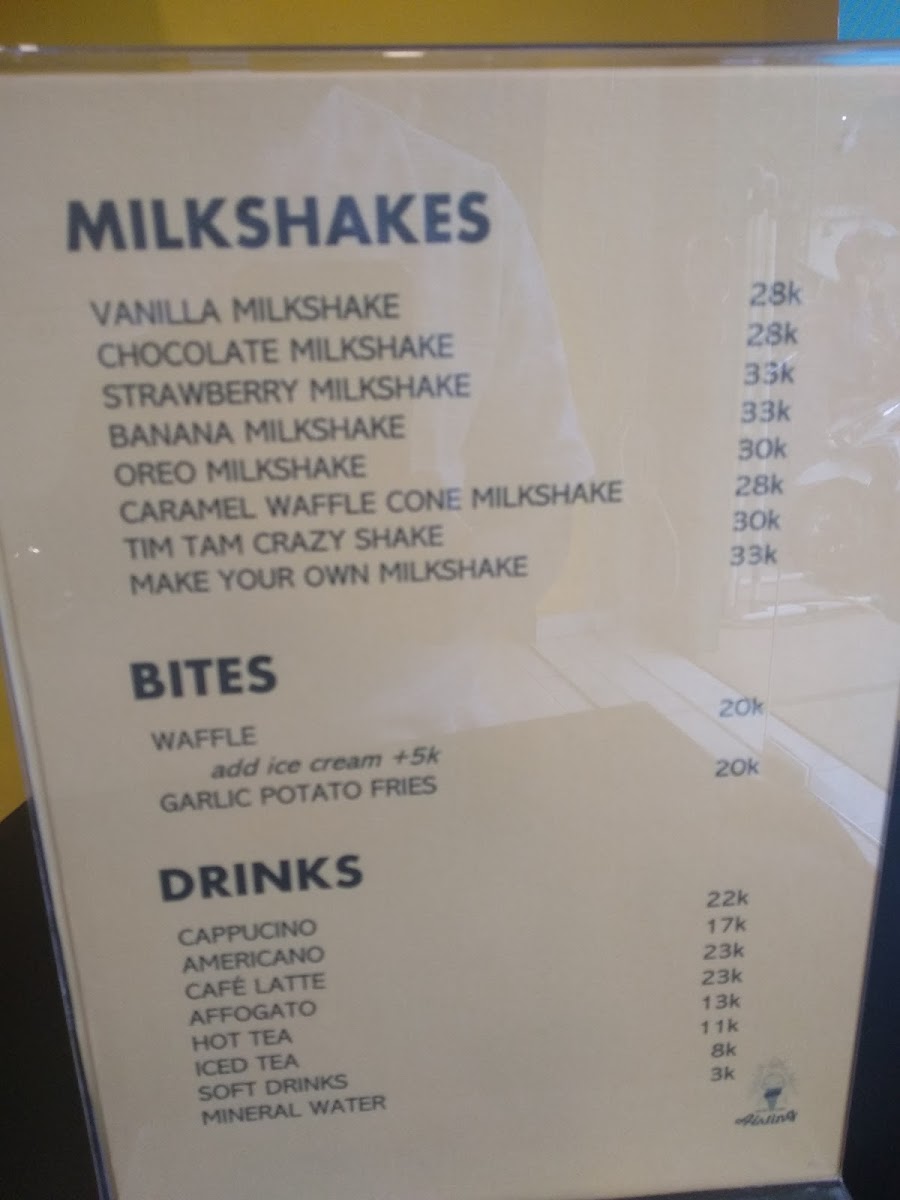 MILKSHAKES
VANILLA MILKSHAKE 28k
CHOCOLATE MILKSHAKE 28k
STRAWBERRY MILKSHAKE 33k
BANANA MILKSHAKE 33k
OREO MILKSHAKE 30k
CARAMEL WAFFLE CONE MILKSHAKE 28k
TIM TAM CRAZY SHAKE 30k
MAKE YOUR OWN MILKSHAKE 33k
BITES
WAFFLE 20k
add ice cream +5k
GARLIC POTATO FRIES 20k
DRINKS
CAPPUCINO 22k
AMERICANO 17k
CAFÉ LATTE 23k
AFFOGATO 23k
HOT TEA 13k
ICED TEA 11k
SOFT DRINKS 8k
MINERAL WATER 3k